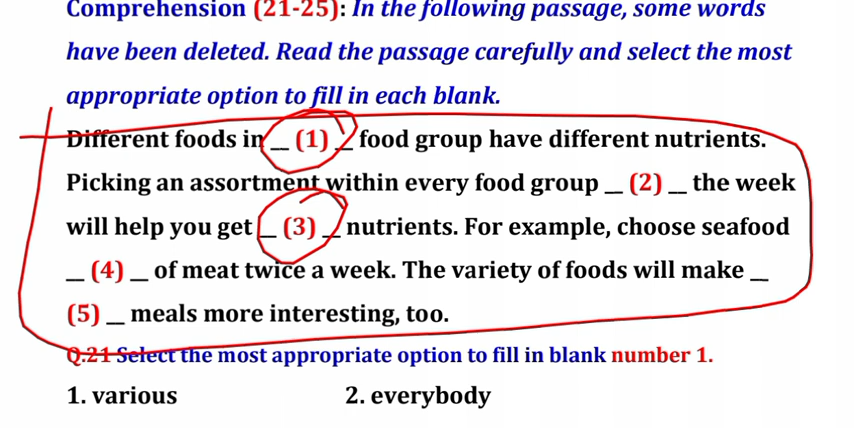 Comprehension (21-25): In the following passage, some words
have been deleted. Read the passage carefully and select the most
appropriate option to fill in each blank.
Different foods in __ (1) __ food group have different nutrients.
Picking an assortment within every food group __ (2) __ the week
will help you get __ (3) __ nutrients. For example, choose seafood
__ (4) __ of meat twice a week. The variety of foods will make __
(5) __ meals more interesting, too.
Q.21 Select the most appropriate option to fill in blank number 1.
1. various 2. everybody